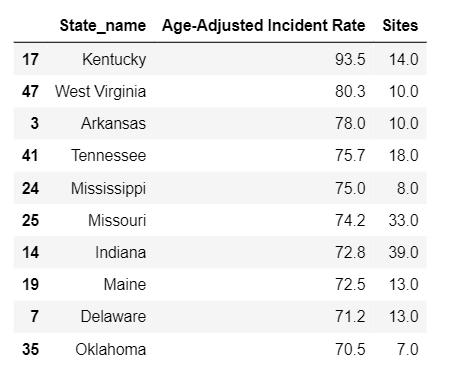 State_name Age-Adjusted Incident Rate Sites
17 Kentucky 93.5 14.0
47 West Virginia 80.3 10.0
3 Arkansas 78.0 10.0
41 Tennessee 75.7 18.0
24 Mississippi 75.0 8.0
25 Missouri 74.2 33.0
14 Indiana 72.8 39.0
19 Maine 72.5 13.0
7 Delaware 71.2 13.0
35 Oklahoma 70.5 7.0